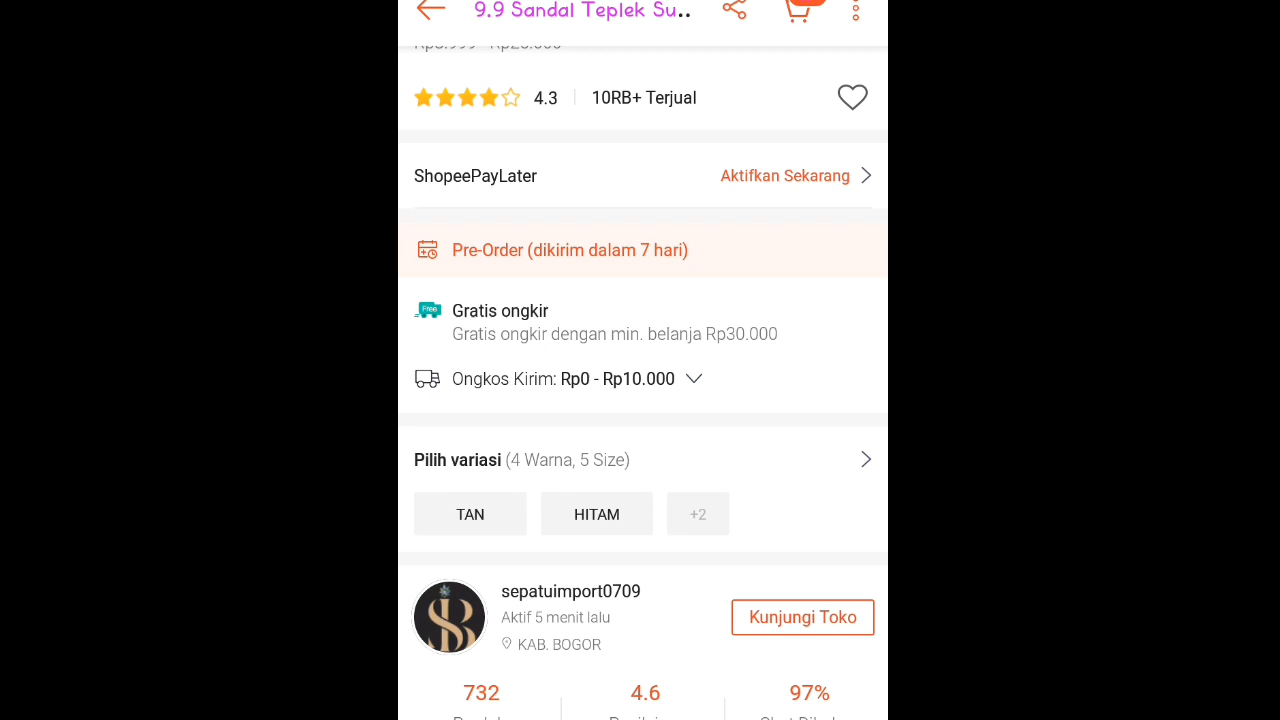 9.9 Sandal Teplek Su...
4.3
10RB+ Terjual
ShopeePayLater
Aktifkan Sekarang
Pre-Order (dikirim dalam 7 hari)
Free
Gratis ongkir
Gratis ongkir dengan min. belanja Rp30.000
Ongkos Kirim: Rp0 - Rp10.000
Pilih variasi (4 Warna, 5 Size)
TAN
HITAM
+2
sepatuimport0709
Aktif 5 menit lalu
KAB. BOGOR
Kunjungi Toko
732
4.6
97%